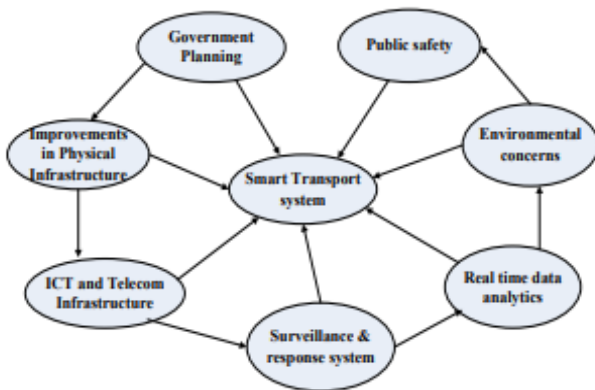 Government
Planning
Public safety
Improvements
in Physical
Infrastructure
Environmental
concerns
Smart Transport
system
ICT and Telecom
Infrastructure
Real time data
analytics
Surveillance &
response system